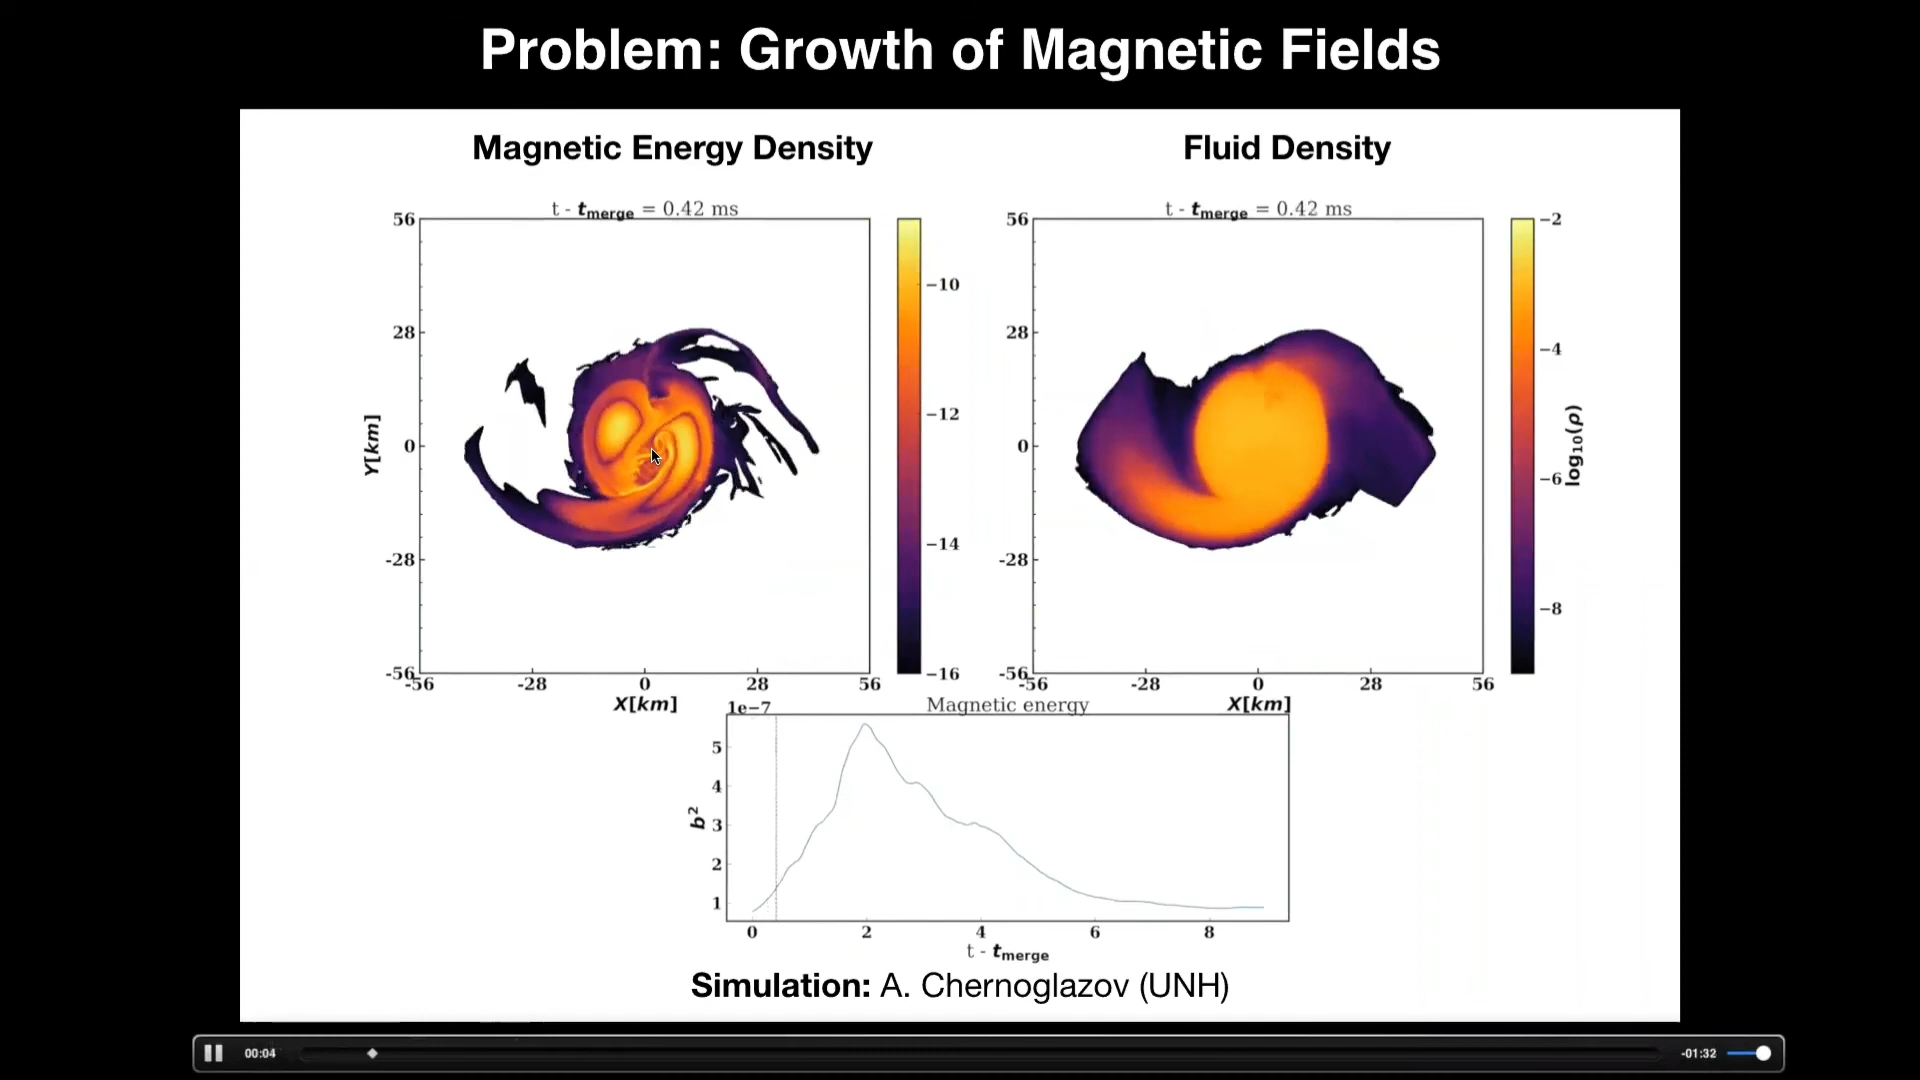 Problem: Growth of Magnetic Fields
Magnetic Energy Density
Fluid Density
t - tmerge = 0.42 ms
t - tmerge = 0.42 ms
56
28
0
-28
-56
Y[km]
-56 -28 0 28 56
X[km]
−10
−12
−14
−16
56
28
0
-28
-56
-56 -28 0 28 56
X[km]
−2
−4
−6
−8
log₁₀(ρ)
1e−7
Magnetic energy
5
4
3
2
1
b²
0 2 4 6 8
t - tmerge
Simulation: A. Chernoglazov (UNH)
00:04
-01:32